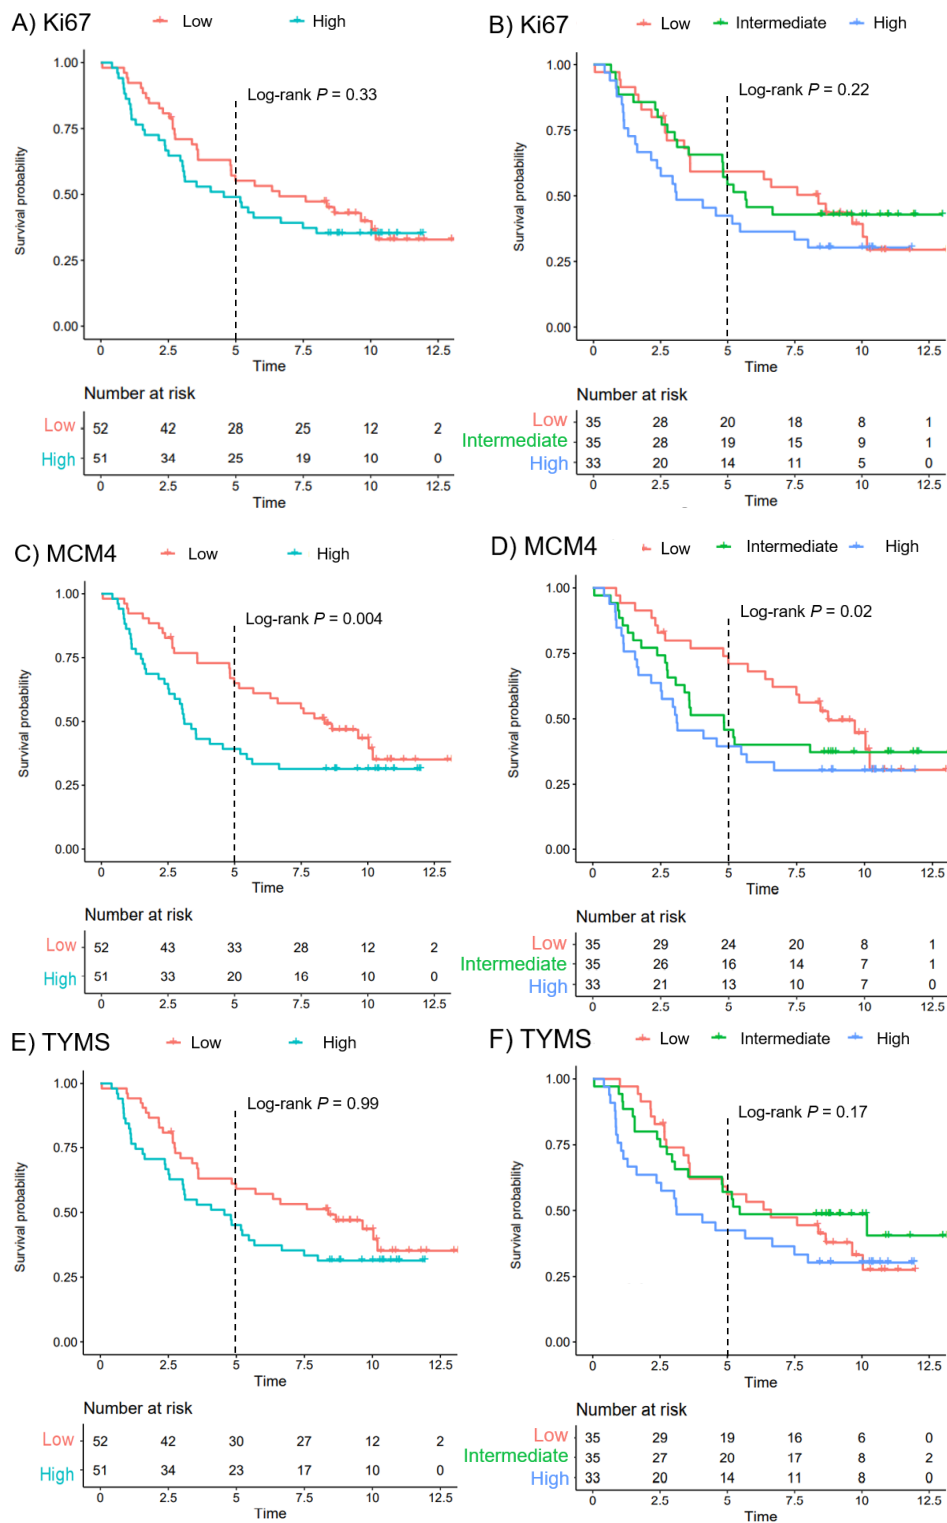 A) Ki67 Low High
Log-rank P = 0.33
Survival probability
1.00
0.75
0.50
0.25
0.00
0 2.5 5 7.5 10 12.5
Time
Number at risk
Low 52 42 28 25 12 2
High 51 34 25 19 10 0
0 2.5 5 7.5 10 12.5
Time
B) Ki67 Low Intermediate High
Log-rank P = 0.22
Survival probability
1.00
0.75
0.50
0.25
0.00
0 2.5 5 7.5 10 12.5
Time
Number at risk
Low 35 28 20 18 8 1
Intermediate 35 28 19 15 9 1
High 33 20 14 11 5 0
0 2.5 5 7.5 10 12.5
Time
C) MCM4 Low High
Log-rank P = 0.004
Survival probability
1.00
0.75
0.50
0.25
0.00
0 2.5 5 7.5 10 12.5
Time
Number at risk
Low 52 43 33 28 12 2
High 51 33 20 16 10 0
0 2.5 5 7.5 10 12.5
Time
D) MCM4 Low Intermediate High
Log-rank P = 0.02
Survival probability
1.00
0.75
0.50
0.25
0.00
0 2.5 5 7.5 10 12.5
Time
Number at risk
Low 35 29 24 20 8 1
Intermediate 35 26 16 14 7 1
High 33 21 13 10 7 0
0 2.5 5 7.5 10 12.5
Time
E) TYMS Low High
Log-rank P = 0.99
Survival probability
1.00
0.75
0.50
0.25
0.00
0 2.5 5 7.5 10 12.5
Time
Number at risk
Low 52 42 30 27 12 2
High 51 34 23 17 10 0
0 2.5 5 7.5 10 12.5
Time
F) TYMS Low Intermediate High
Log-rank P = 0.17
Survival probability
1.00
0.75
0.50
0.25
0.00
0 2.5 5 7.5 10 12.5
Time
Number at risk
Low 35 29 19 16 6 0
Intermediate 35 27 20 17 8 2
High 33 20 14 11 8 0
0 2.5 5 7.5 10 12.5
Time